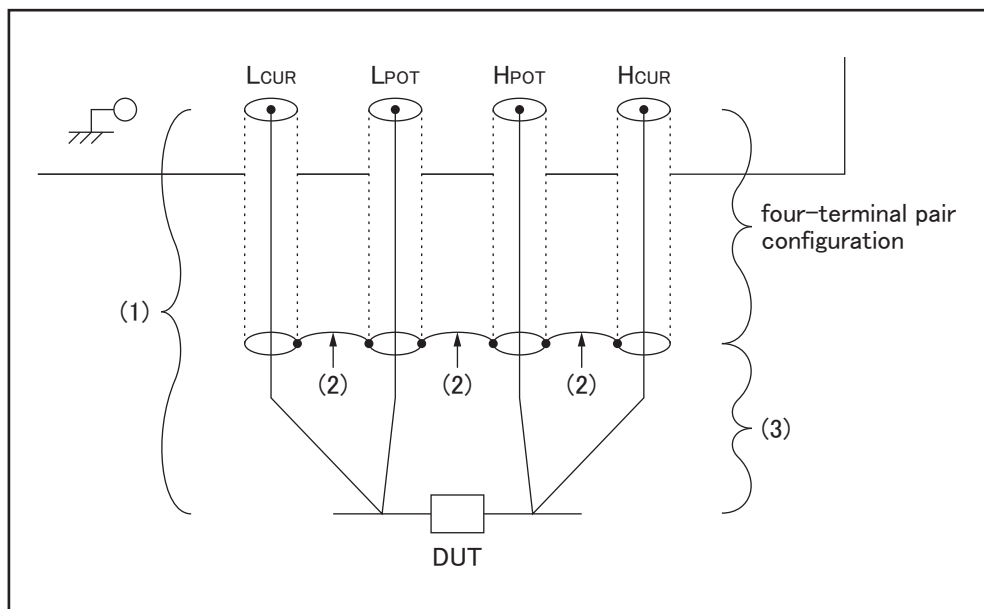 LCUR LPOT HPOT HCUR
four-terminal pair
configuration
(1)
(2) (2) (2)
(3)
DUT